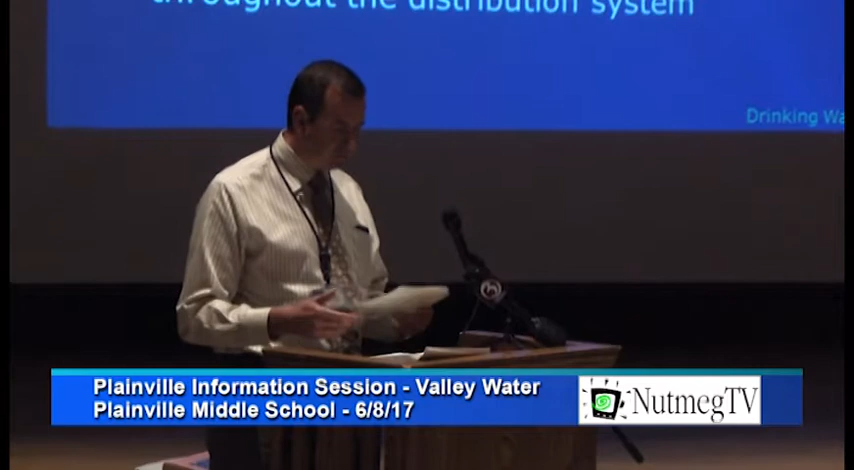 throughout the distribution system
Drinking Wa
Plainville Information Session - Valley Water
Plainville Middle School - 6/8/17
NutmegTV